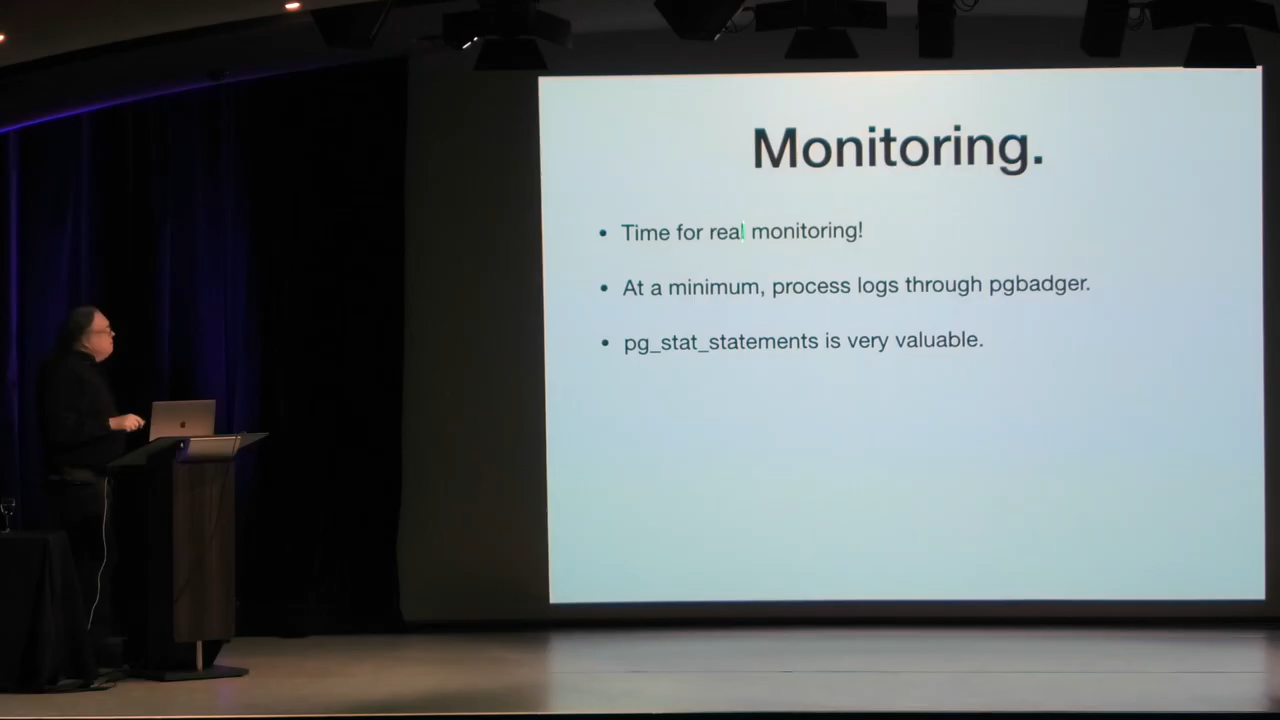 Monitoring.
• Time for real monitoring!
• At a minimum, process logs through pgbadger.
• pg_stat_statements is very valuable.